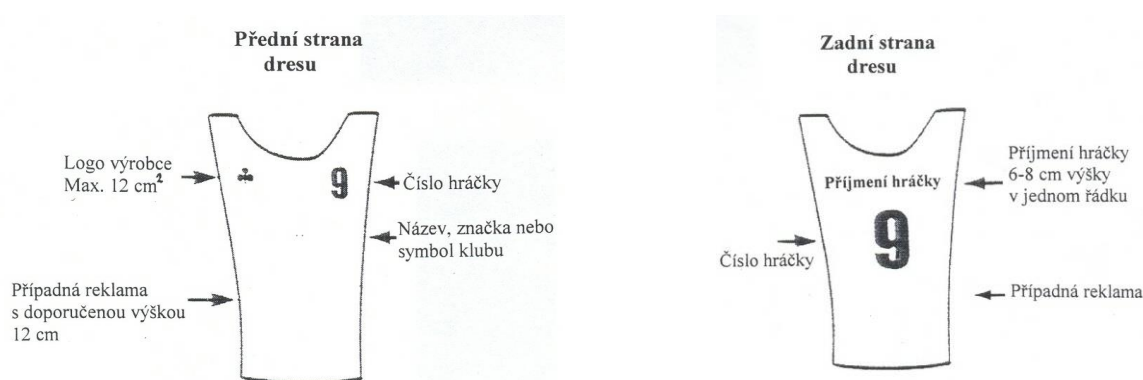 Přední strana
dresu
Logo výrobce
Max. 12 cm²
9
Číslo hráčky
Název, značka nebo
symbol klubu
Případná reklama
s doporučenou výškou
12 cm
Zadní strana
dresu
Příjmení hráčky
9
Příjmení hráčky
6-8 cm výšky
v jednom řádku
Číslo hráčky
Případná reklama